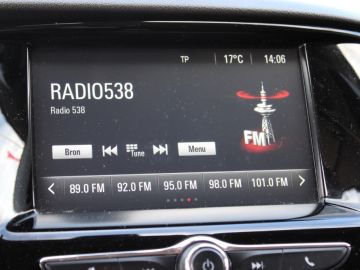 TP 17°C 14:06
RADIO538
Radio 538
FM
Bron Tune Menu
89.0 FM 92.0 FM 95.0 FM 98.0 FM 101.0 FM